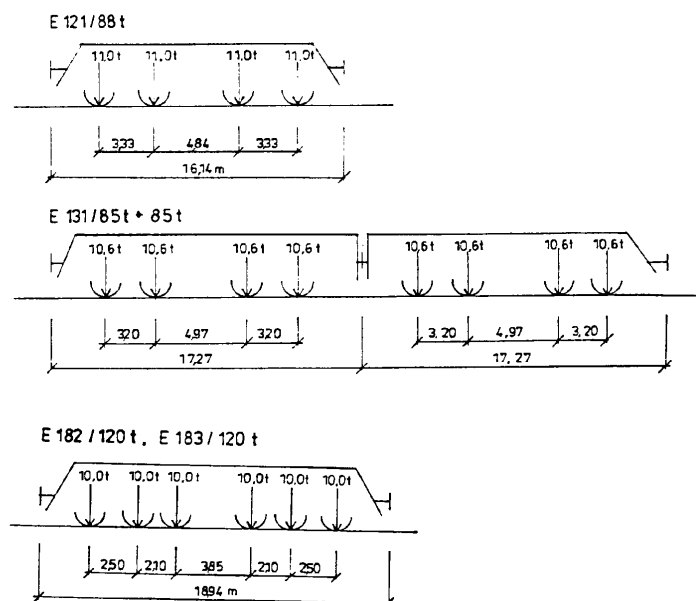 E 121/88t
11,0t 11,0t 11,0t 11,0t
3,33 4,84 3,33
16,14 m
E 131/85t + 85t
10,6t 10,6t 10,6t 10,6t 10,6t 10,6t 10,6t 10,6t
3,20 4,97 3,20 3,20 4,97 3,20
17,27 17,27
E 182/120t, E 183/120t
10,0t 10,0t 10,0t 10,0t 10,0t 10,0t
2,50 2,10 3,85 2,10 2,50
18,94 m